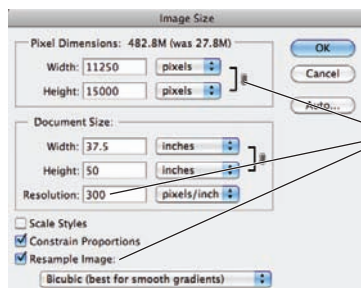 Image Size
Pixel Dimensions: 482.8M (was 27.8M)
Width: 11250 pixels
Height: 15000 pixels
OK
Cancel
Auto...
Document Size:
Width: 37.5 inches
Height: 50 inches
Resolution: 300 pixels/inch
Scale Styles
Constrain Proportions
Resample Image:
Bicubic (best for smooth gradients)